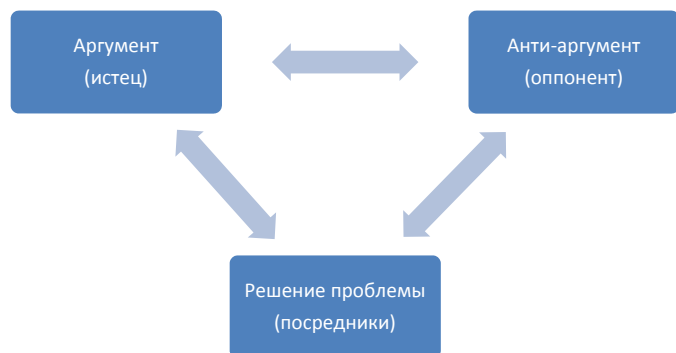 Аргумент
(истец)
Анти-аргумент
(оппонент)
Решение проблемы
(посредники)